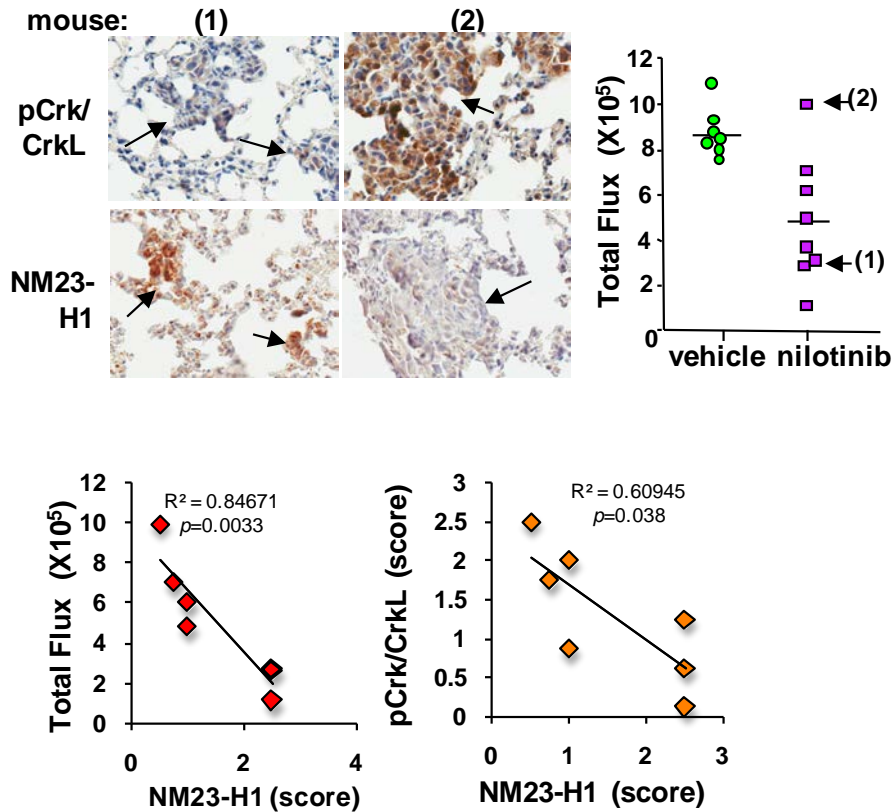 mouse: (1) (2)
pCrk/
CrkL
NM23-
H1
Total Flux (X10⁵)
12
10
8
6
4
2
0
(2)
(1)
vehicle nilotinib
Total Flux (X10⁵)
12
10
8
6
4
2
0
R² = 0.84671
p=0.0033
0 2 4
NM23-H1 (score)
pCrk/CrkL (score)
3
2.5
2
1.5
1
0.5
0
R² = 0.60945
p=0.038
0 1 2 3
NM23-H1 (score)